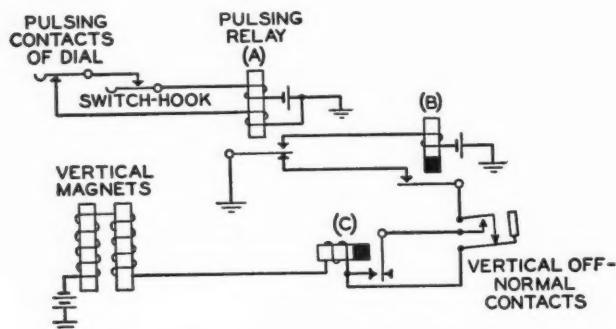 PULSING
CONTACTS
OF DIAL
PULSING
RELAY
(A)
SWITCH-HOOK
(B)
VERTICAL
MAGNETS
(C)
VERTICAL OFF-
NORMAL
CONTACTS